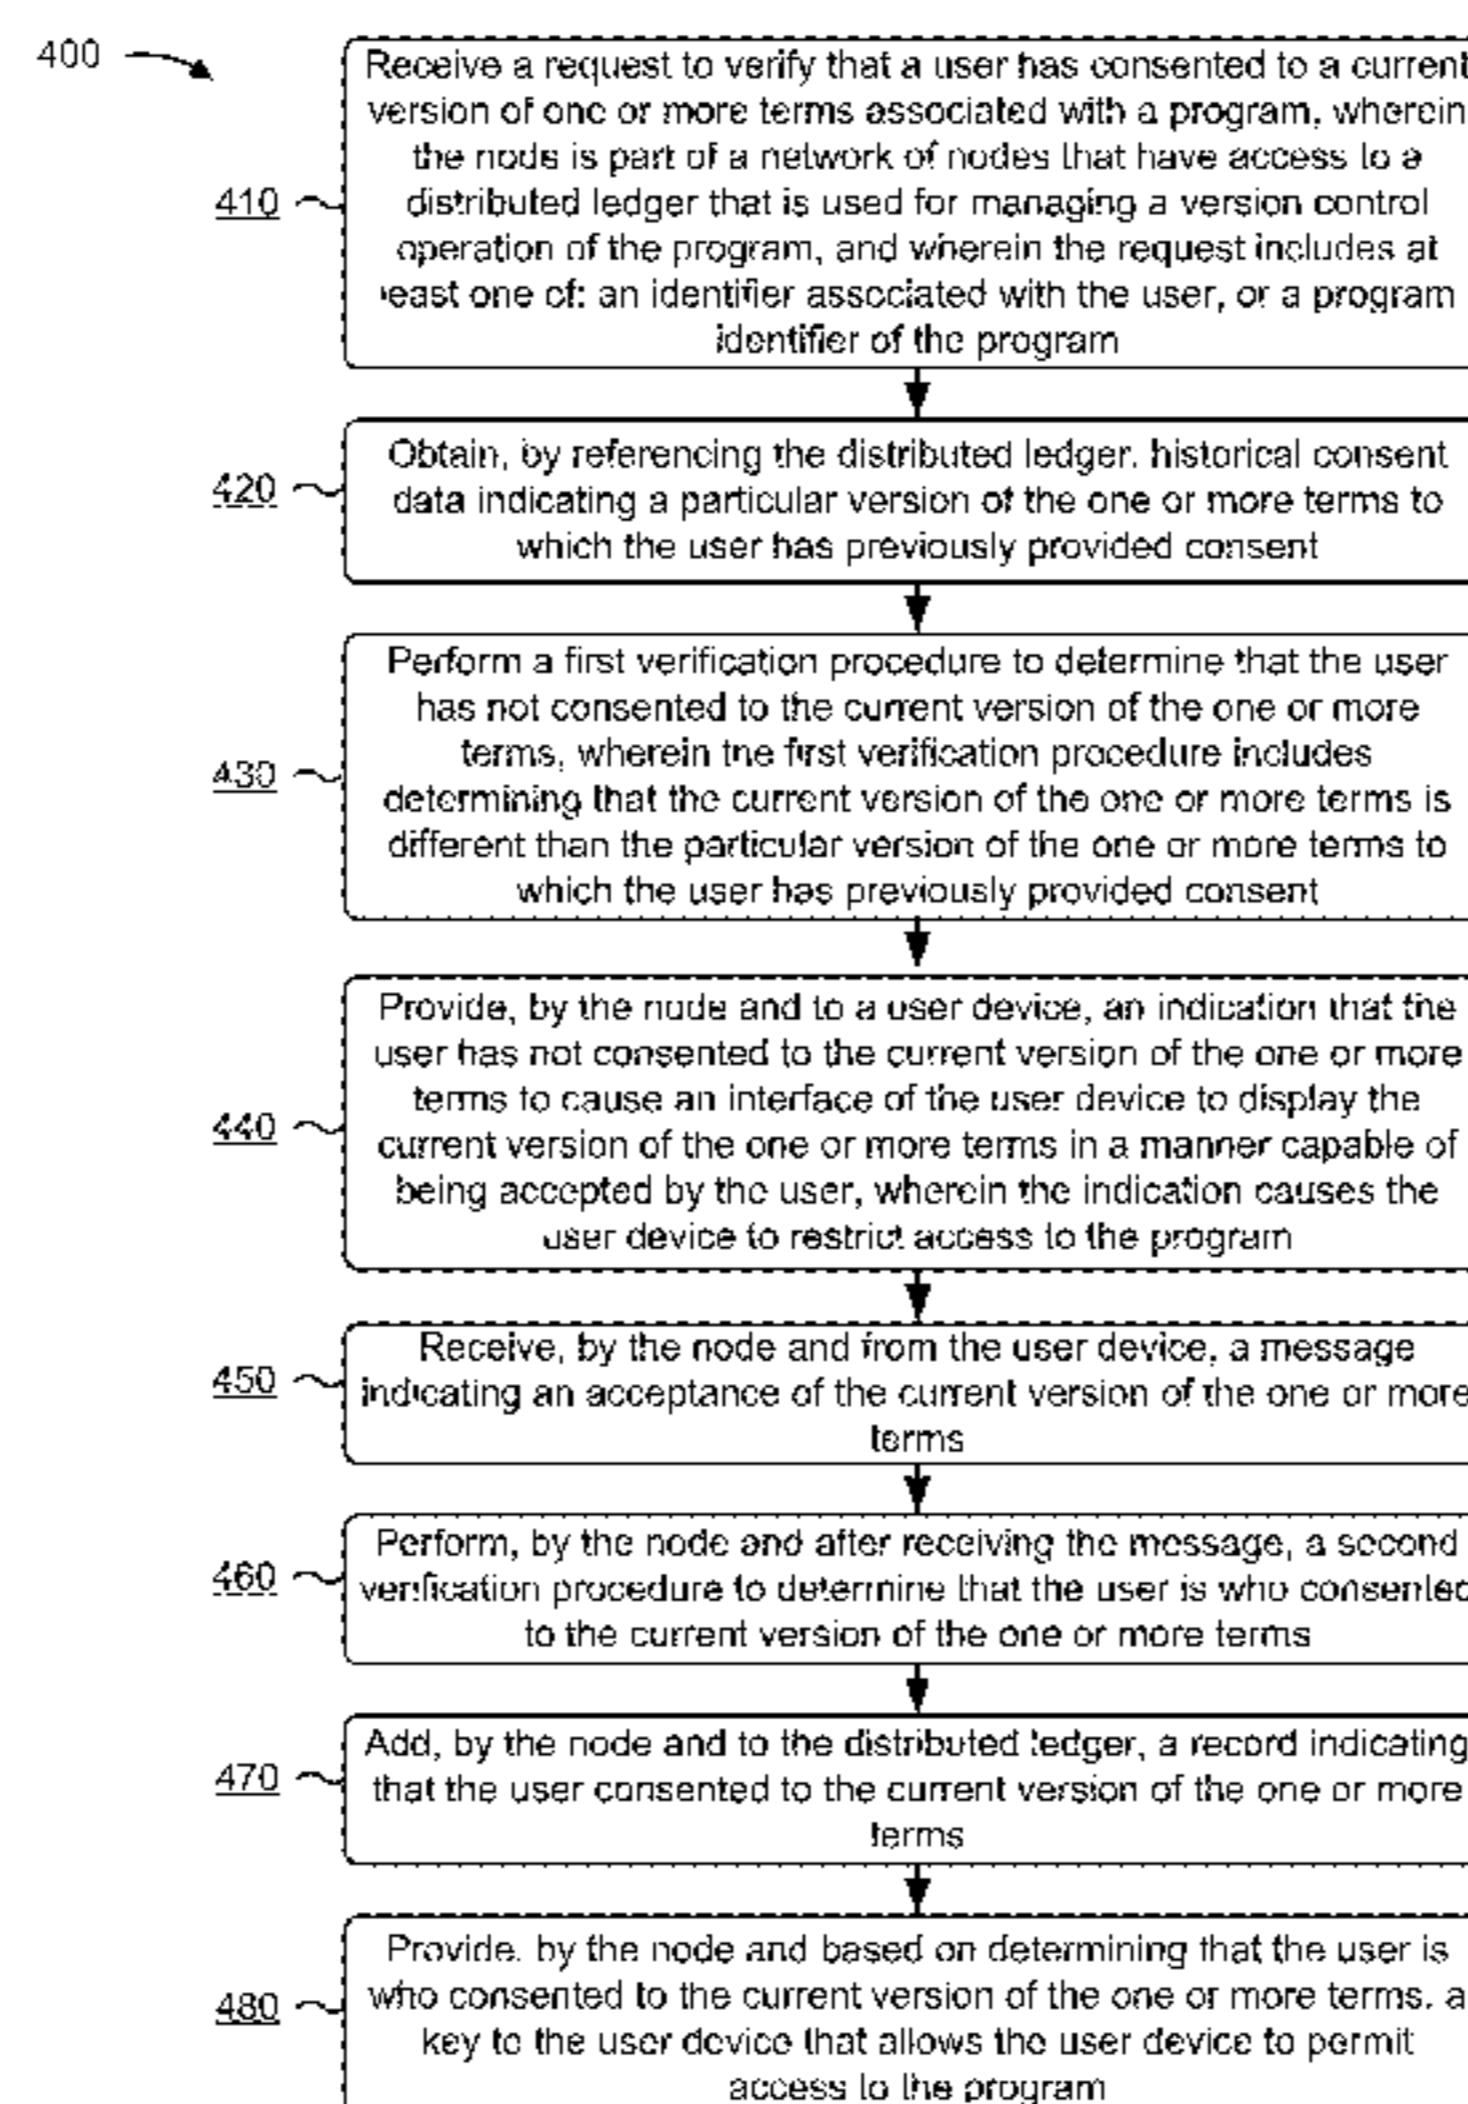 400
Receive a request to verify that a user has consented to a current
version of one or more terms associated with a program, wherein
the node is part of a network of nodes that have access to a
410
distributed ledger that is used for managing a version control
operation of the program, and wherein the request includes at
least one of: an identifier associated with the user, or a program
identifier of the program
Obtain, by referencing the distributed ledger, historical consent
420
data indicating a particular version of the one or more terms to
which the user has previously provided consent
Perform a first verification procedure to determine that the user
has not consented to the current version of the one or more
terms, wherein the first verification procedure includes
430
determining that the current version of the one or more terms is
different than the particular version of the one or more terms to
which the user has previously provided consent
Provide, by the node and to a user device, an indication that the
user has not consented to the current version of the one or more
terms to cause an interface of the user device to display the
440
current version of the one or more terms in a manner capable of
being accepted by the user, wherein the indication causes the
user device to restrict access to the program
Receive, by the node and from the user device, a message
450
indicating an acceptance of the current version of the one or more
terms
Perform, by the node and after receiving the message, a second
460
verification procedure to determine that the user is who consented
to the current version of the one or more terms
Add, by the node and to the distributed ledger, a record indicating
470
that the user consented to the current version of the one or more
terms
Provide, by the node and based on determining that the user is
480
who consented to the current version of the one or more terms, a
key to the user device that allows the user device to permit
access to the program